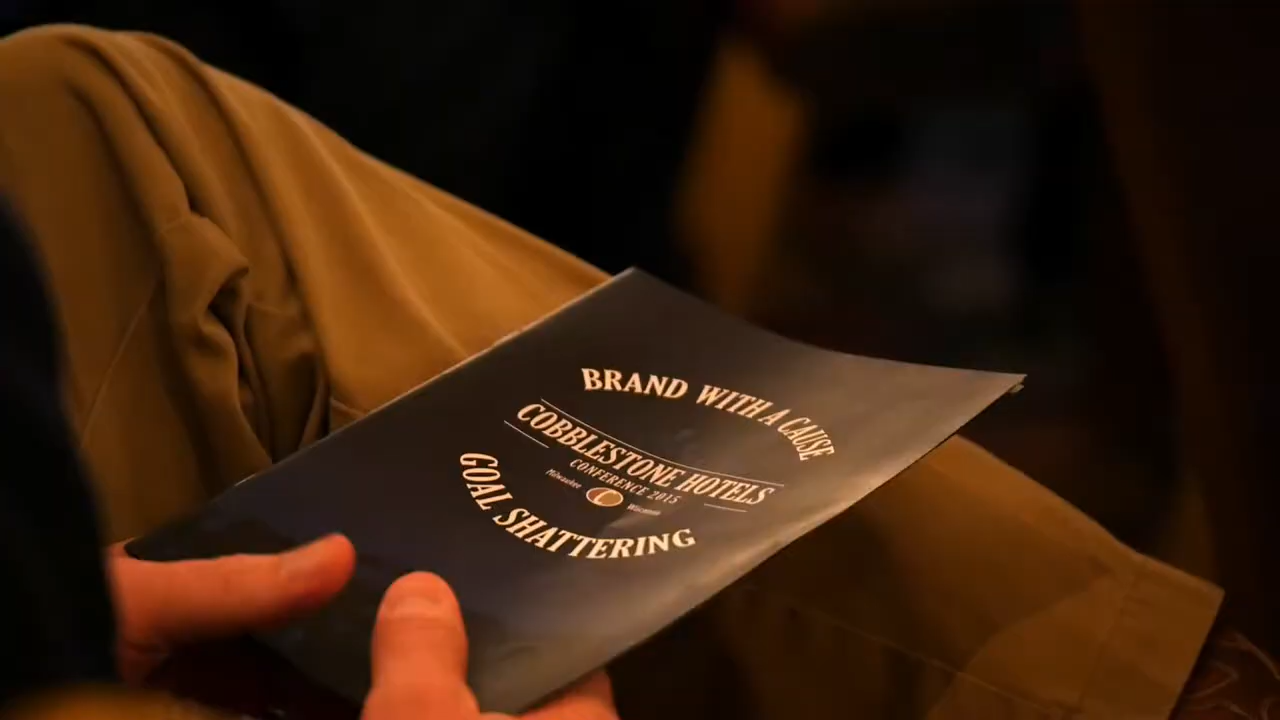 BRAND WITH A CAUSE
COBBLESTONE HOTELS
CONFERENCE 2015
Milwaukee Wisconsin
GOAL SHATTERING